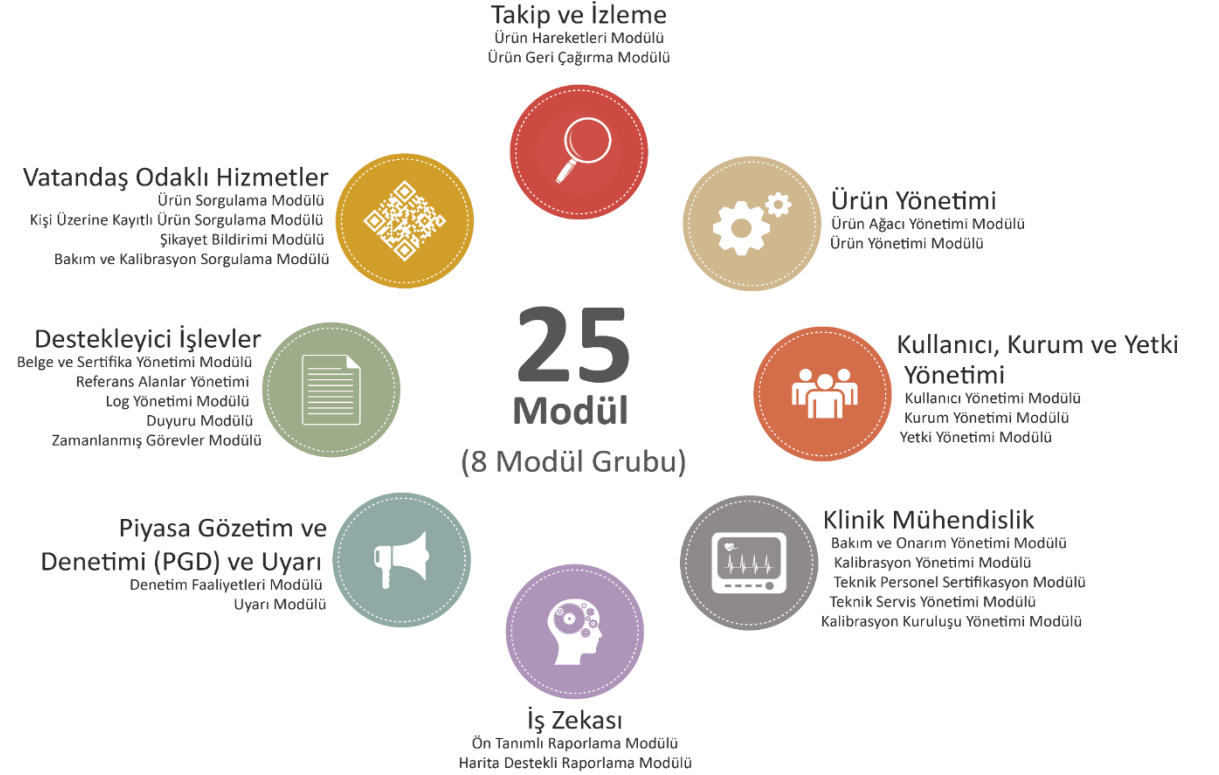 Takip ve İzleme
Ürün Hareketleri Modülü
Ürün Geri Çağırma Modülü
Vatandaş Odaklı Hizmetler
Ürün Sorgulama Modülü
Kişi Üzerine Kayıtlı Ürün Sorgulama Modülü
Şikayet Bildirimi Modülü
Bakım ve Kalibrasyon Sorgulama Modülü
Ürün Yönetimi
Ürün Ağacı Yönetimi Modülü
Ürün Yönetimi Modülü
Destekleyici İşlevler
Belge ve Sertifika Yönetimi Modülü
Referans Alanlar Yönetimi
Log Yönetimi Modülü
Duyuru Modülü
Zamanlanmış Görevler Modülü
25
Modül
(8 Modül Grubu)
Kullanıcı, Kurum ve Yetki
Yönetimi
Kullanıcı Yönetimi Modülü
Kurum Yönetimi Modülü
Yetki Yönetimi Modülü
Piyasa Gözetim ve
Denetimi (PGD) ve Uyarı
Denetim Faaliyetleri Modülü
Uyarı Modülü
Klinik Mühendislik
Bakım ve Onarım Yönetimi Modülü
Kalibrasyon Yönetimi Modülü
Teknik Personel Sertifikasyon Modülü
Teknik Servis Yönetimi Modülü
Kalibrasyon Kuruluşu Yönetimi Modülü
İş Zekası
Ön Tanımlı Raporlama Modülü
Harita Destekli Raporlama Modülü